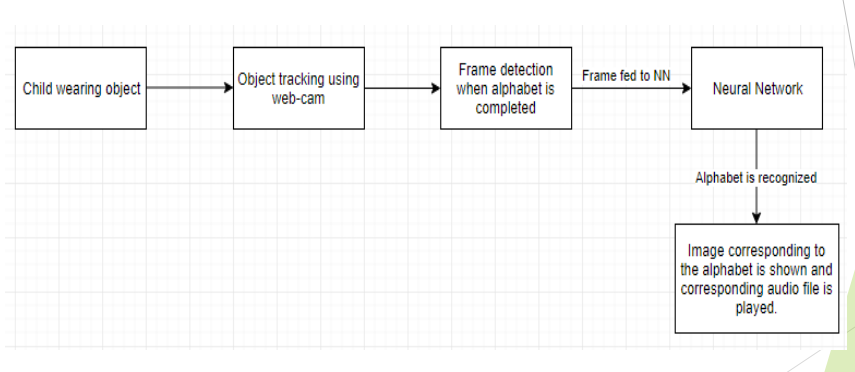 Child wearing object
Object tracking using
web-cam
Frame detection
when alphabet is
completed
Frame fed to NN
Neural Network
Alphabet is recognized
Image corresponding to
the alphabet is shown and
corresponding audio file is
played.